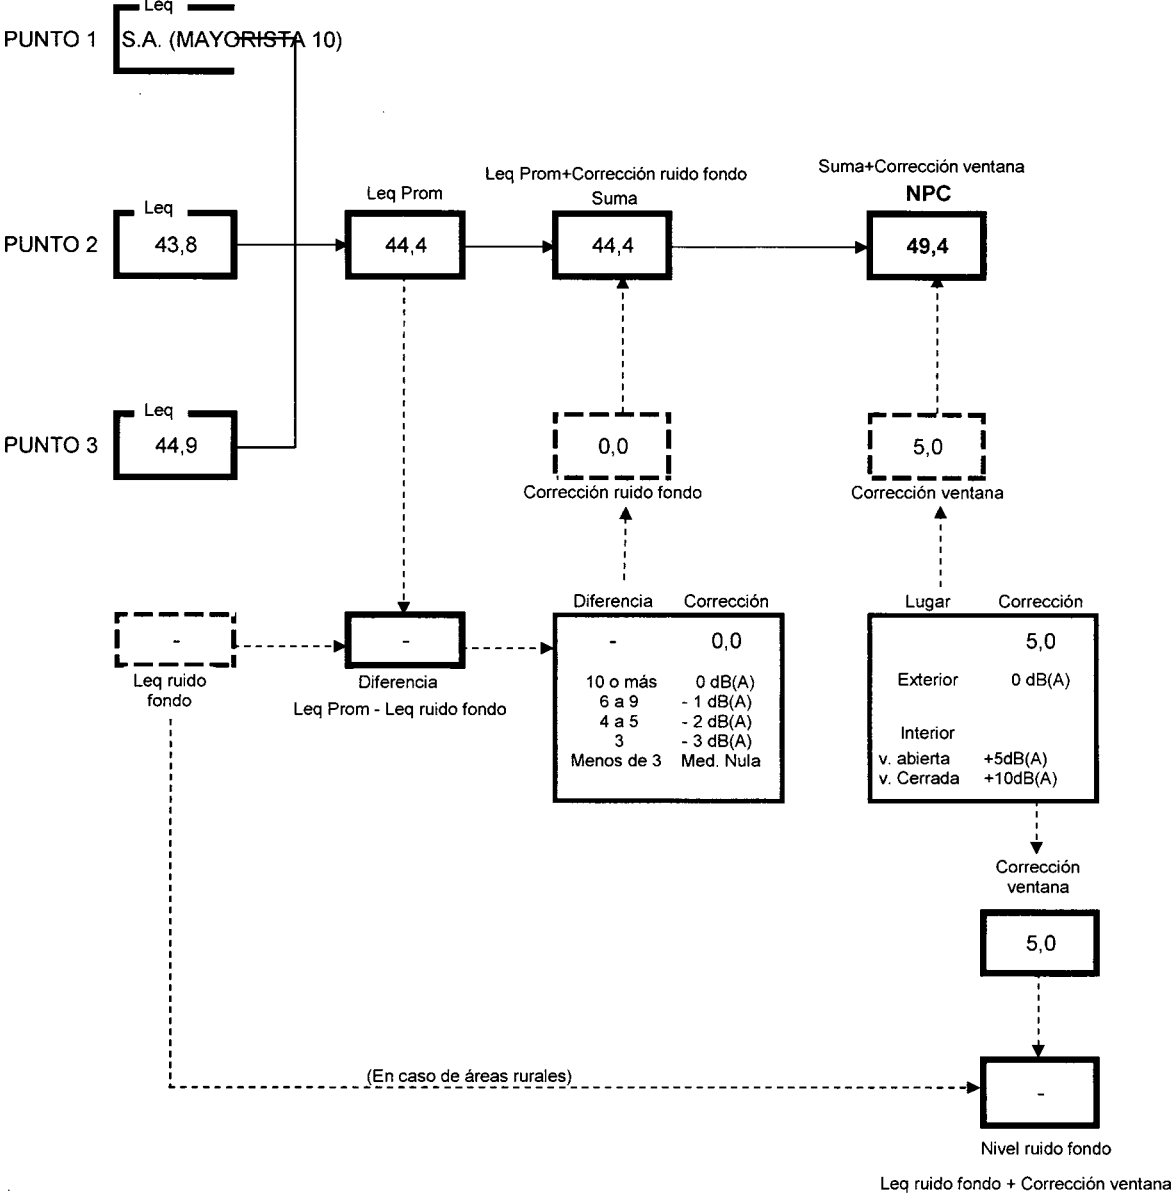 Leq
PUNTO 1 S.A. (MAYORISTA 10)
Leq Prom+Corrección ruido fondo
Suma+Corrección ventana
Leq
Leq Prom
Suma
NPC
PUNTO 2
43,8
44,4
44,4
49,4
Leq
PUNTO 3
44,9
0,0
5,0
Corrección ruido fondo
Corrección ventana
Diferencia Corrección
Lugar Corrección
-
-
- 0,0
5,0
Leq ruido
fondo
Diferencia
Leq Prom - Leq ruido fondo
10 o más 0 dB(A)
6 a 9 - 1 dB(A)
4 a 5 - 2 dB(A)
3 - 3 dB(A)
Menos de 3 Med. Nula
Exterior 0 dB(A)
Interior
v. abierta +5dB(A)
v. Cerrada +10dB(A)
Corrección
ventana
5,0
(En caso de áreas rurales)
-
Nivel ruido fondo
Leq ruido fondo + Corrección ventana